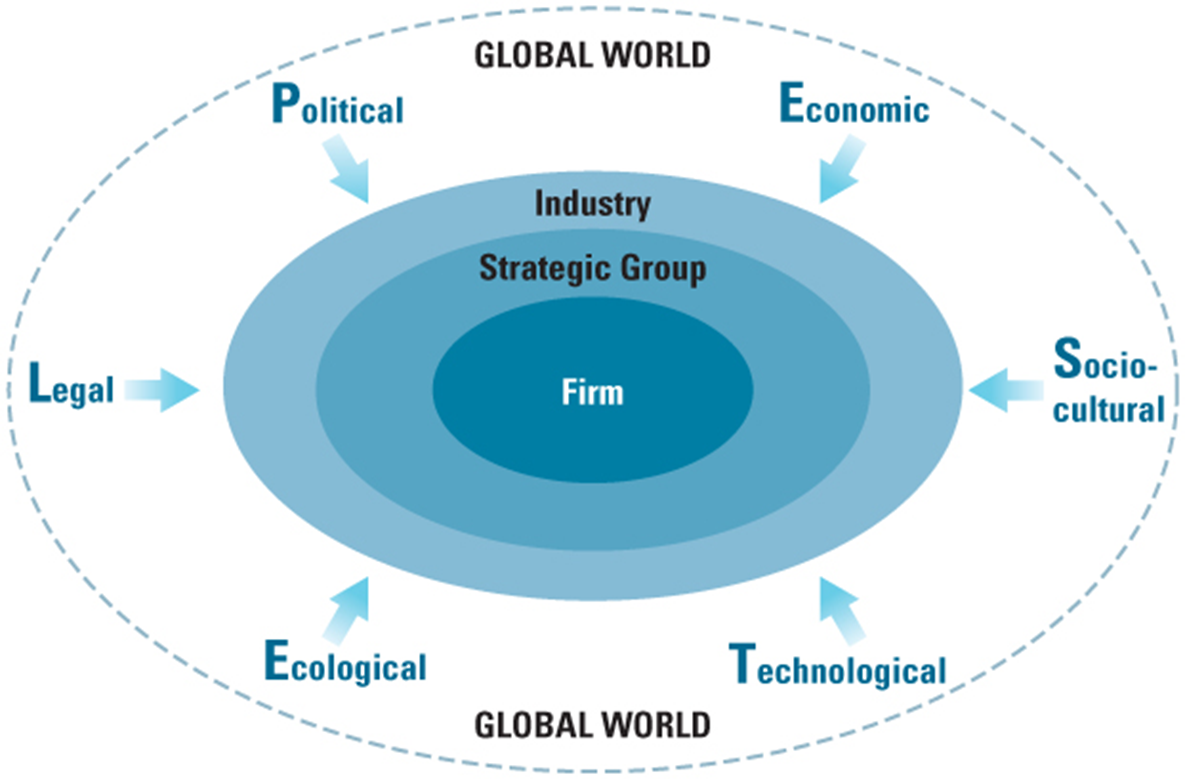 GLOBAL WORLD
Political
Economic
Industry
Strategic Group
Legal
Firm
Socio-
cultural
Ecological
Technological
GLOBAL WORLD